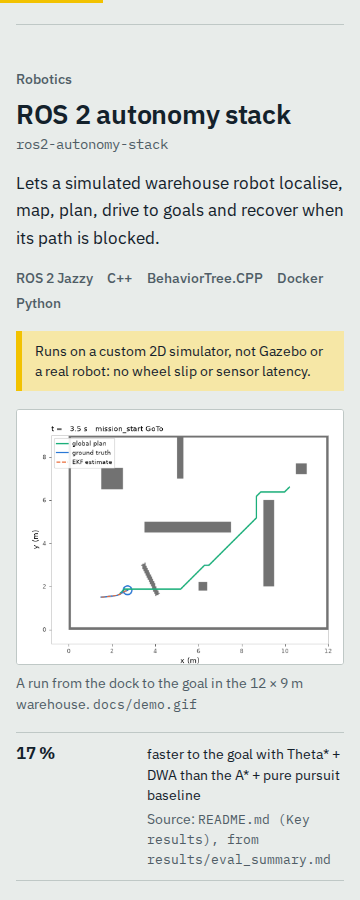 Robotics
ROS 2 autonomy stack
ros2-autonomy-stack
Lets a simulated warehouse robot localise,
map, plan, drive to goals and recover when
its path is blocked.
ROS 2 Jazzy C++ BehaviorTree.CPP Docker
Python
Runs on a custom 2D simulator, not Gazebo or
a real robot: no wheel slip or sensor latency.
t = 3.5 s mission_start GoTo
global plan
ground truth
EKF estimate
8
6
4
2
0
y (m)
0 2 4 6 8 10 12
x (m)
A run from the dock to the goal in the 12 × 9 m
warehouse. docs/demo.gif
17 %
faster to the goal with Theta* +
DWA than the A* + pure pursuit
baseline
Source: README.md (Key
results), from
results/eval_summary.md